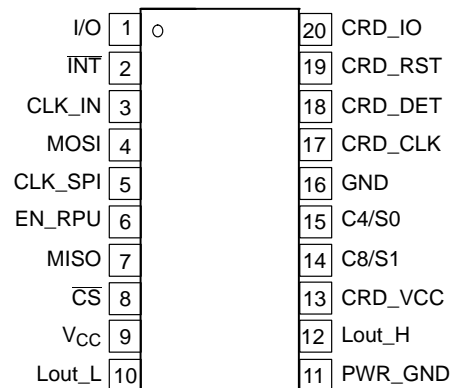 I/O 1 20 CRD_IO
INT 2 19 CRD_RST
CLK_IN 3 18 CRD_DET
MOSI 4 17 CRD_CLK
CLK_SPI 5 16 GND
EN_RPU 6 15 C4/S0
MISO 7 14 C8/S1
CS 8 13 CRD_VCC
VCC 9 12 Lout_H
Lout_L 10 11 PWR_GND